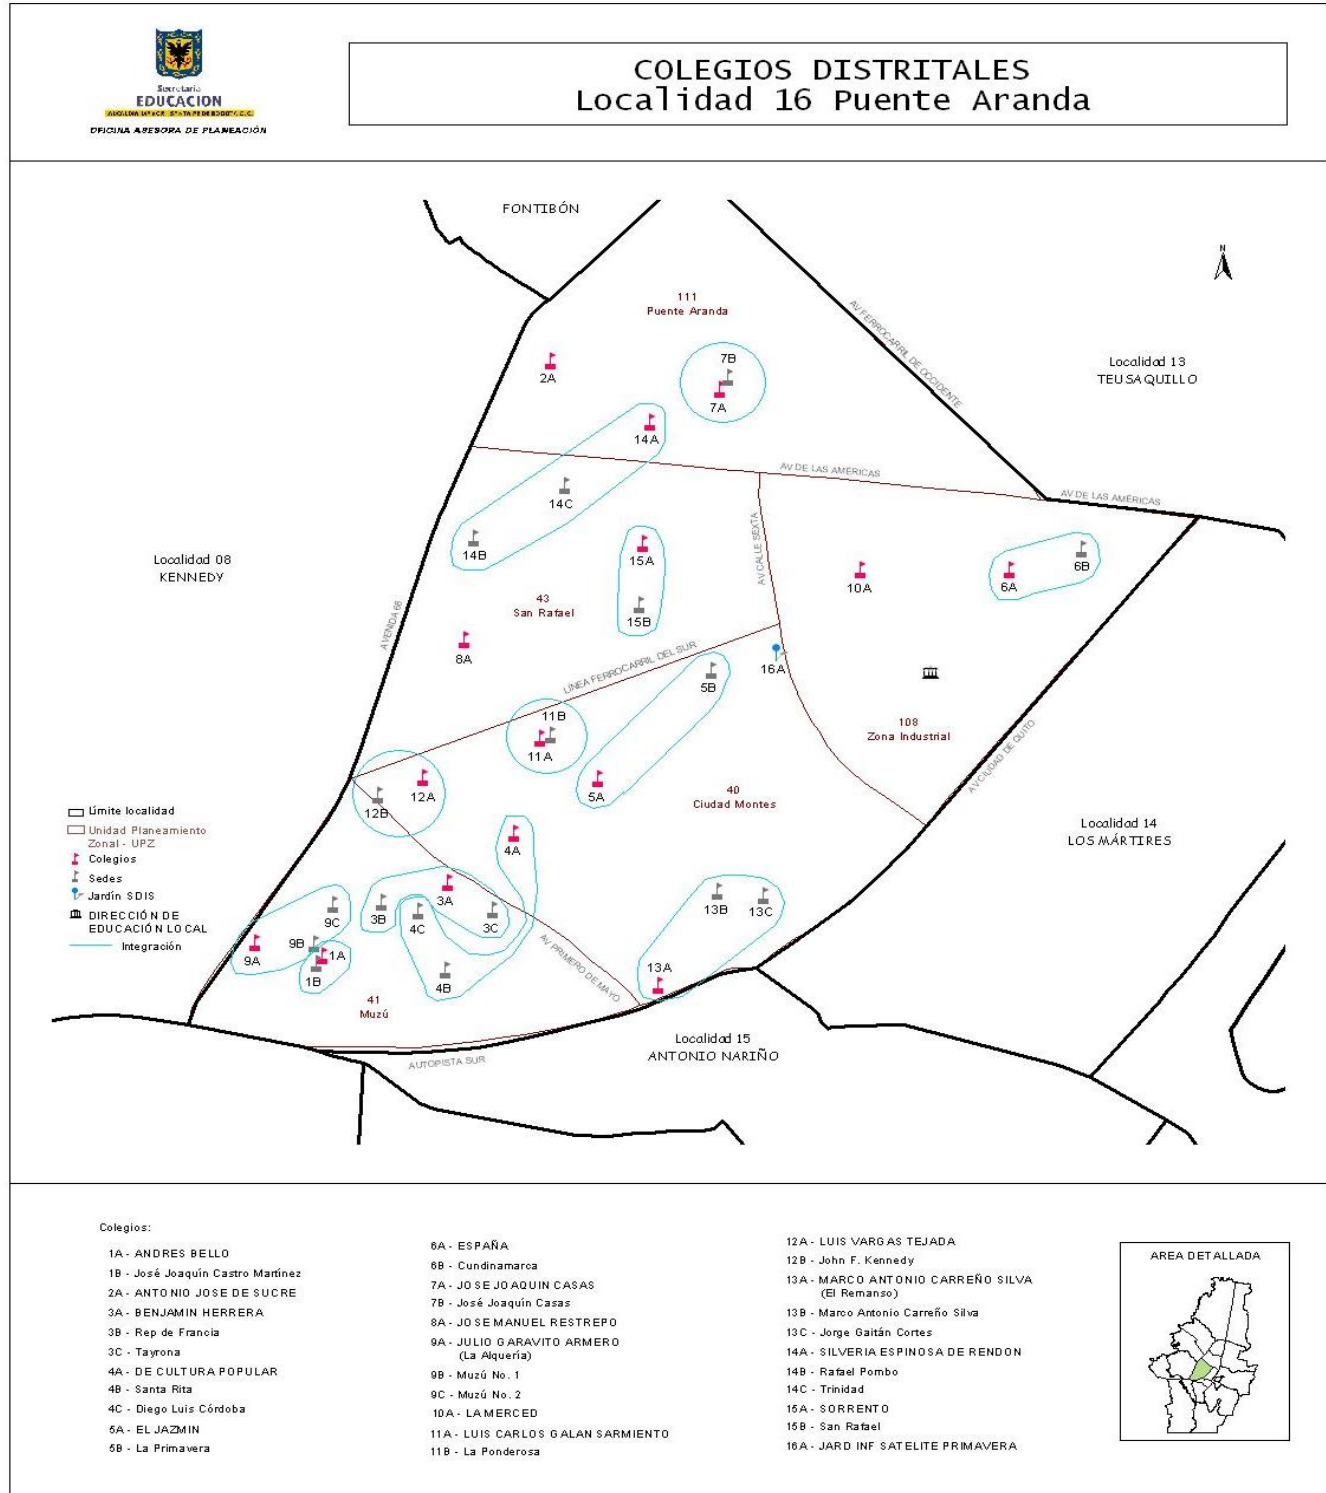 Secretaría
EDUCACION
OFICINA ASESORA DE PLANEACIÓN
COLEGIOS DISTRITALES
Localidad 16 Puente Aranda
FONTIBÓN
N
111
Puente Aranda
AV FERROCARRIL DE OCCIDENTE
Localidad 13
TEUSAQUILLO
2A
7B
7A
14A
AV DE LAS AMÉRICAS
AV DE LAS AMÉRICAS
14C
14B
AV CALLE SEXTA
15A
6B
6A
10A
Localidad 08
KENNEDY
43
San Rafael
15B
AVENIDA 68
8A
LÍNEA FERROCARRIL DEL SUR
16A
5B
11B
11A
108
Zona Industrial
AV CIUDAD DE QUITO
12A
12B
5A
40
Ciudad Montes
Localidad 14
LOS MÁRTIRES
Límite localidad
Unidad Planeamiento
Zonal - UPZ
Colegios
Sedes
Jardín SDIS
DIRECCIÓN DE
EDUCACIÓN LOCAL
Integración
4A
3A
3B
4C
3C
9C
9B
9A
1A
1B
4B
13B
13C
13A
AV PRIMERO DE MAYO
41
Muzú
AUTOPISTA SUR
Localidad 15
ANTONIO NARIÑO
Colegios:
1A - ANDRES BELLO
1B - José Joaquín Castro Martínez
2A - ANTONIO JOSE DE SUCRE
3A - BENJAMIN HERRERA
3B - Rep de Francia
3C - Tayrona
4A - DE CULTURA POPULAR
4B - Santa Rita
4C - Diego Luis Córdoba
5A - EL JAZMIN
5B - La Primavera
6A - ESPAÑA
6B - Cundinamarca
7A - JOSE JOAQUIN CASAS
7B - José Joaquín Casas
8A - JOSE MANUEL RESTREPO
9A - JULIO GARAVITO ARMERO
(La Alquería)
9B - Muzú No. 1
9C - Muzú No. 2
10A - LA MERCED
11A - LUIS CARLOS GALAN SARMIENTO
11B - La Ponderosa
12A - LUIS VARGAS TEJADA
12B - John F. Kennedy
13A - MARCO ANTONIO CARREÑO SILVA
(El Remanso)
13B - Marco Antonio Carreño Silva
13C - Jorge Gaitán Cortes
14A - SILVERIA ESPINOSA DE RENDON
14B - Rafael Pombo
14C - Trinidad
15A - SORRENTO
15B - San Rafael
16A - JARD INF SATELITE PRIMAVERA
AREA DETALLADA